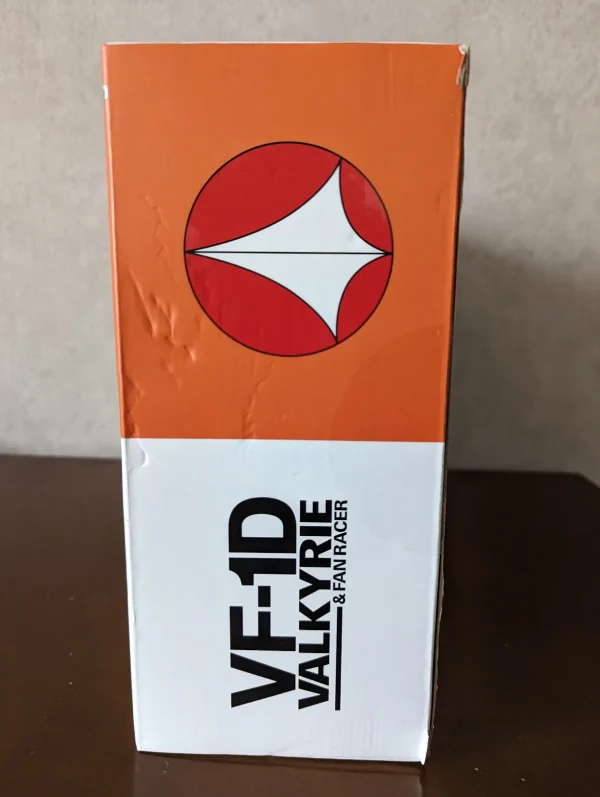 VF-1D
VALKYRIE
& FAN RACER